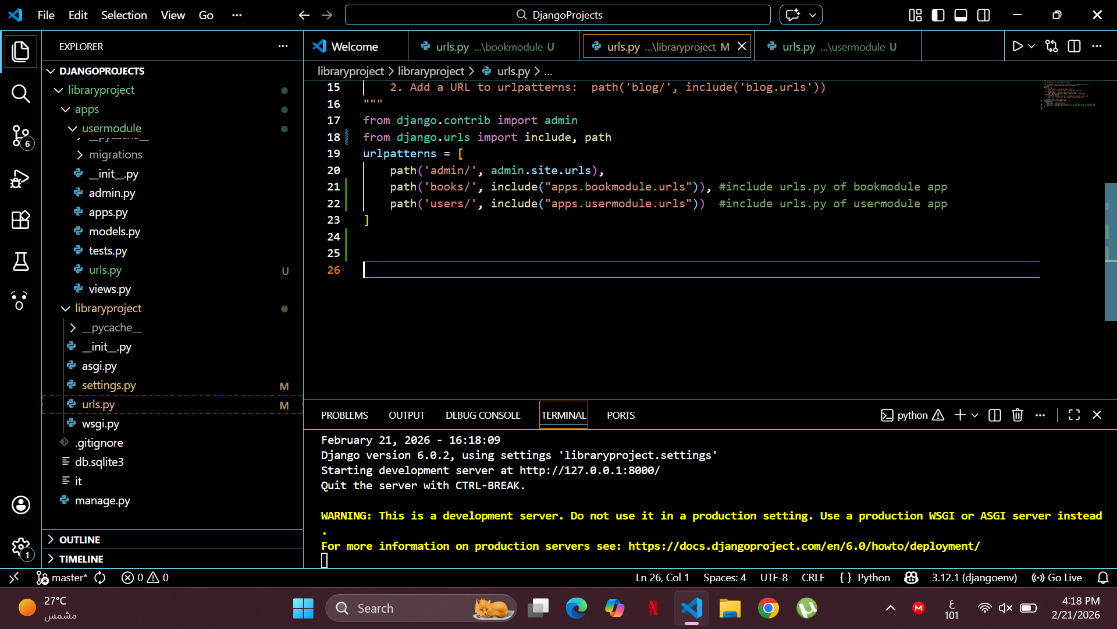 File Edit Selection View Go ···
DjangoProjects
EXPLORER ···
DJANGOPROJECTS
libraryproject
apps
usermodule
__pycache__
migrations
__init__.py
admin.py
apps.py
models.py
tests.py
urls.py U
views.py
libraryproject
__pycache__
__init__.py
asgi.py
settings.py M
urls.py M
wsgi.py
.gitignore
db.sqlite3
it
manage.py
OUTLINE
TIMELINE
6
1
Welcome
urls.py ...\bookmodule U
urls.py ...\libraryproject M
urls.py ...\usermodule U
libraryproject > libraryproject > urls.py > ...
15 2. Add a URL to urlpatterns: path('blog/', include('blog.urls'))
16 """
17 from django.contrib import admin
18 from django.urls import include, path
19 urlpatterns = [
20 path('admin/', admin.site.urls),
21 path('books/', include("apps.bookmodule.urls")), #include urls.py of bookmodule app
22 path('users/', include("apps.usermodule.urls")) #include urls.py of usermodule app
23 ]
24
25
26
PROBLEMS OUTPUT DEBUG CONSOLE TERMINAL PORTS
python
February 21, 2026 - 16:18:09
Django version 6.0.2, using settings 'libraryproject.settings'
Starting development server at http://127.0.0.1:8000/
Quit the server with CTRL-BREAK.
WARNING: This is a development server. Do not use it in a production setting. Use a production WSGI or ASGI server instead
.
For more information on production servers see: https://docs.djangoproject.com/en/6.0/howto/deployment/
master* 0 0 Ln 26, Col 1 Spaces: 4 UTF-8 CRLF { } Python 3.12.1 (djangoenv) Go Live
27°C
مشمس
Search
ع
101
4:18 PM
2/21/2026